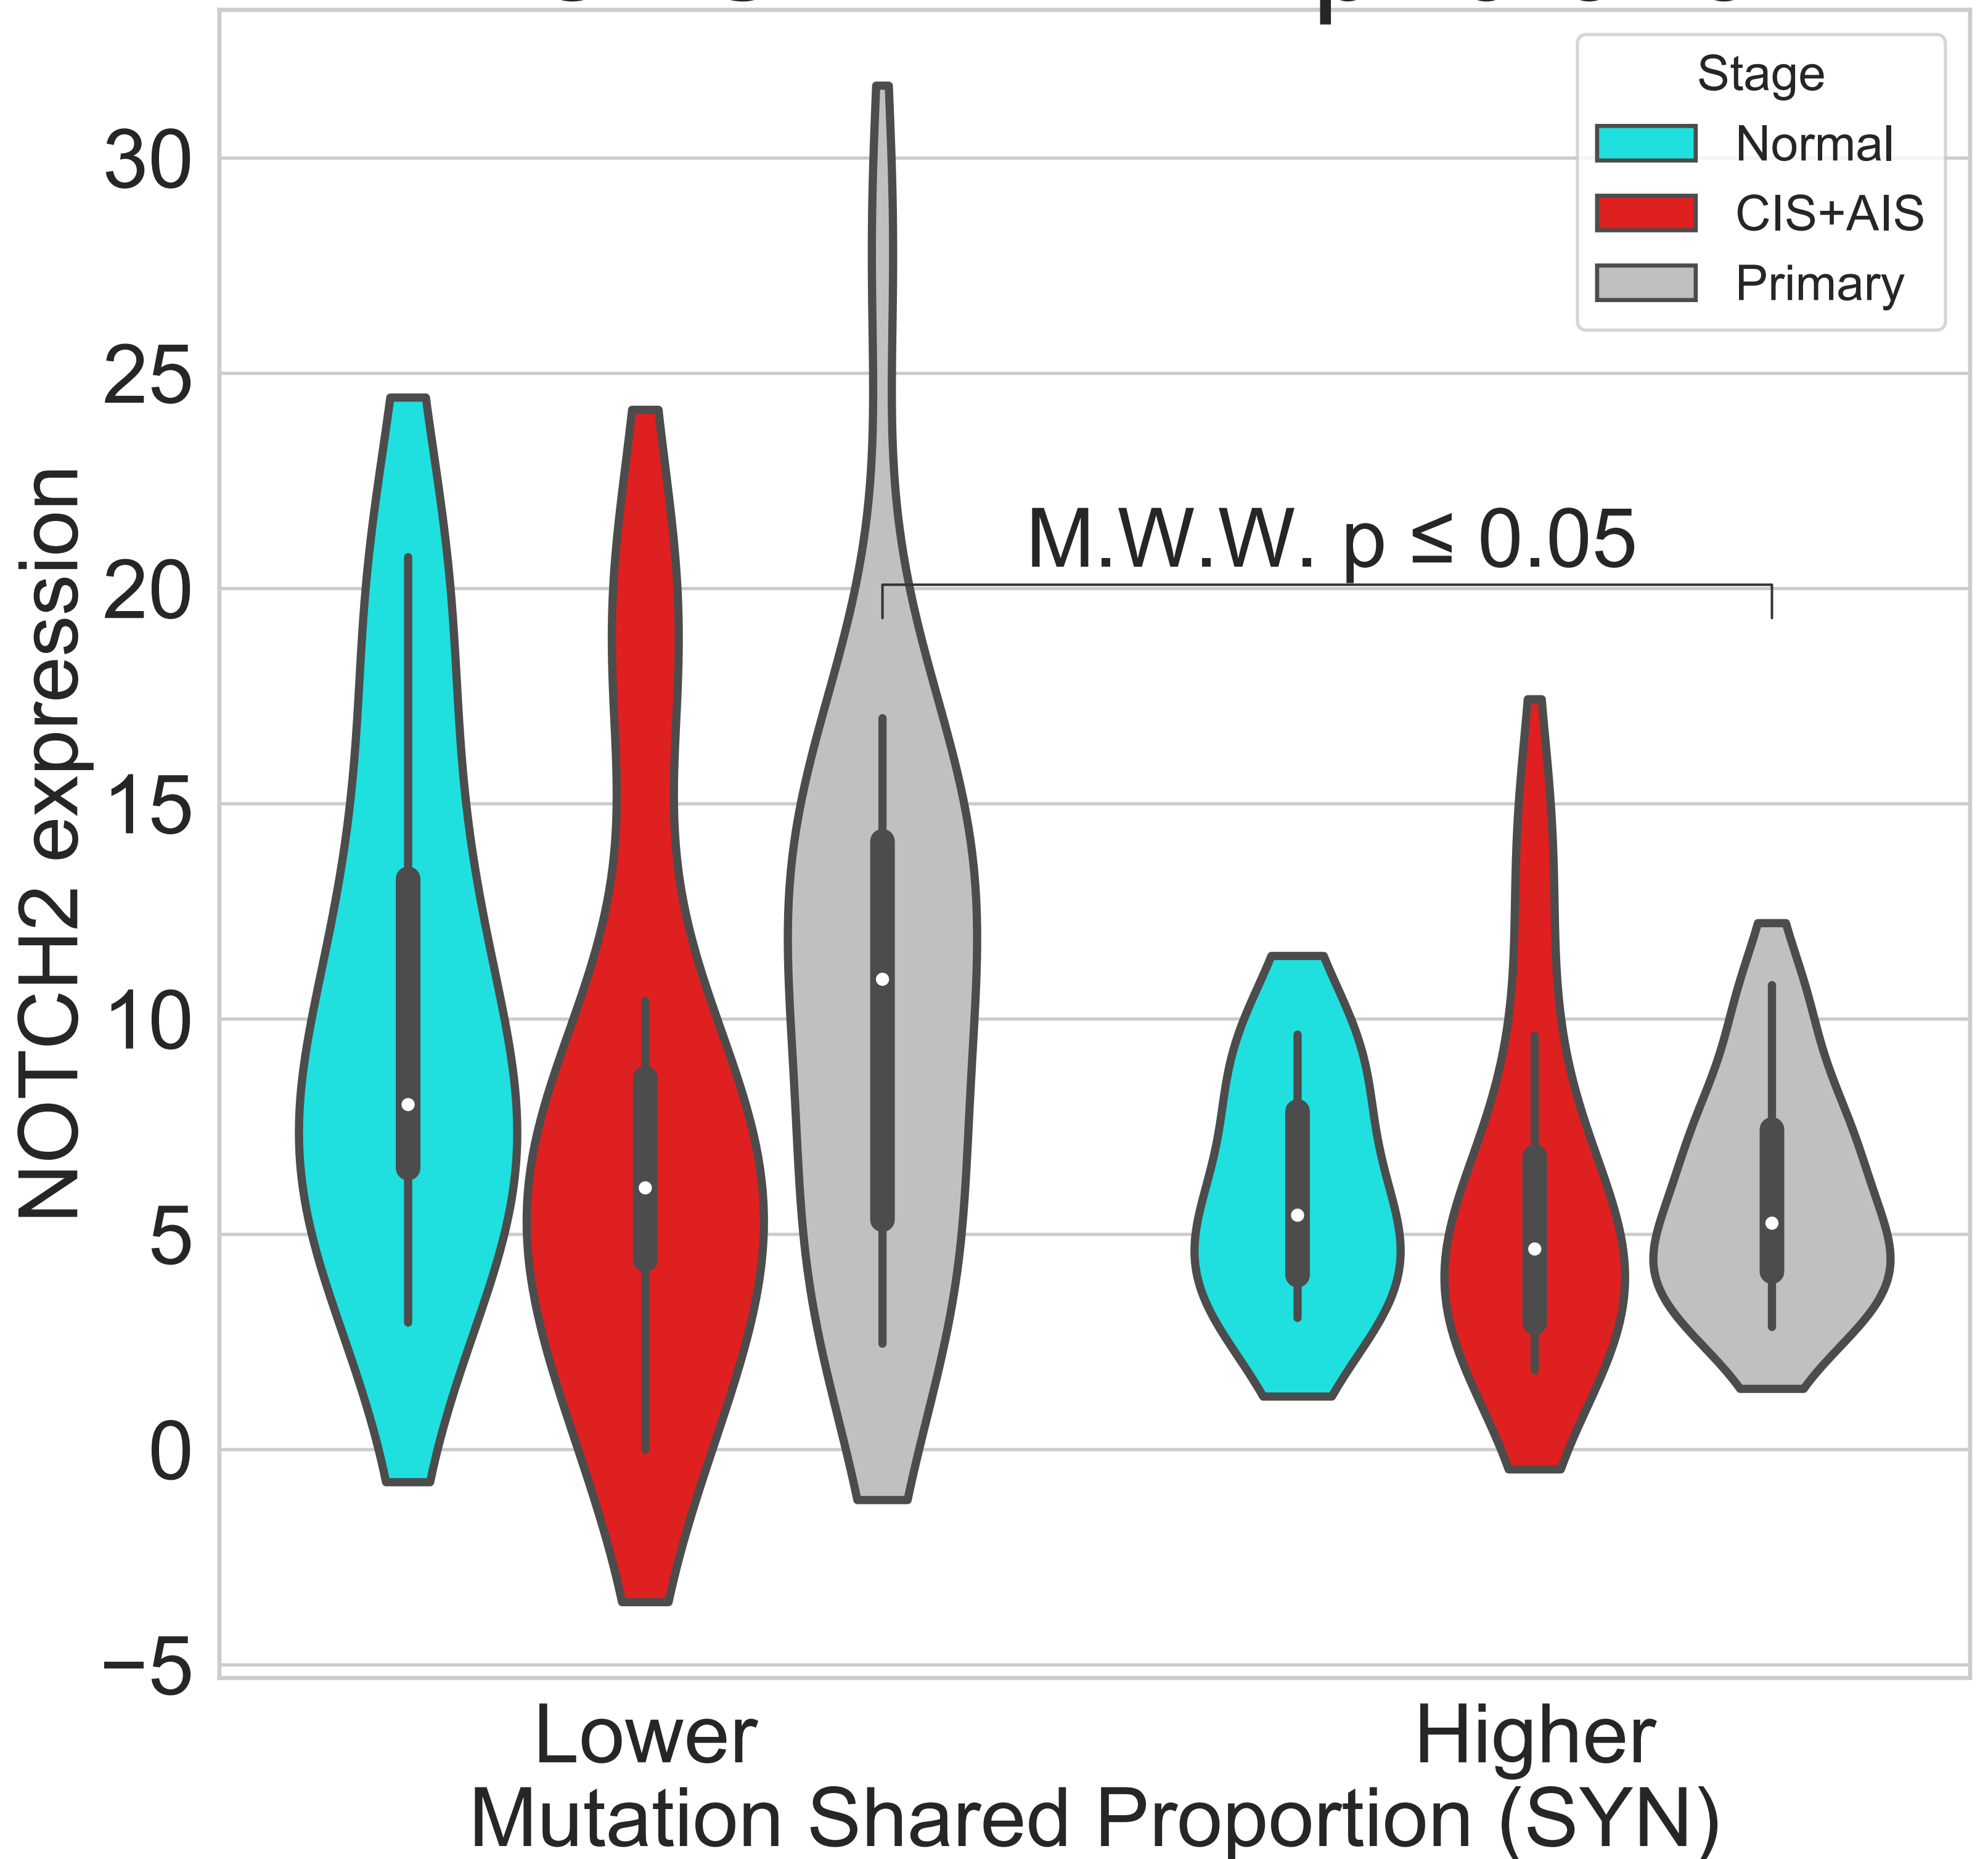 Stage
Normal
CIS+AIS
Primary
30
25
20
15
10
5
0
−5
NOTCH2 expression
M.W.W. p ≤ 0.05
Lower
Higher
Mutation Shared Proportion (SYN)